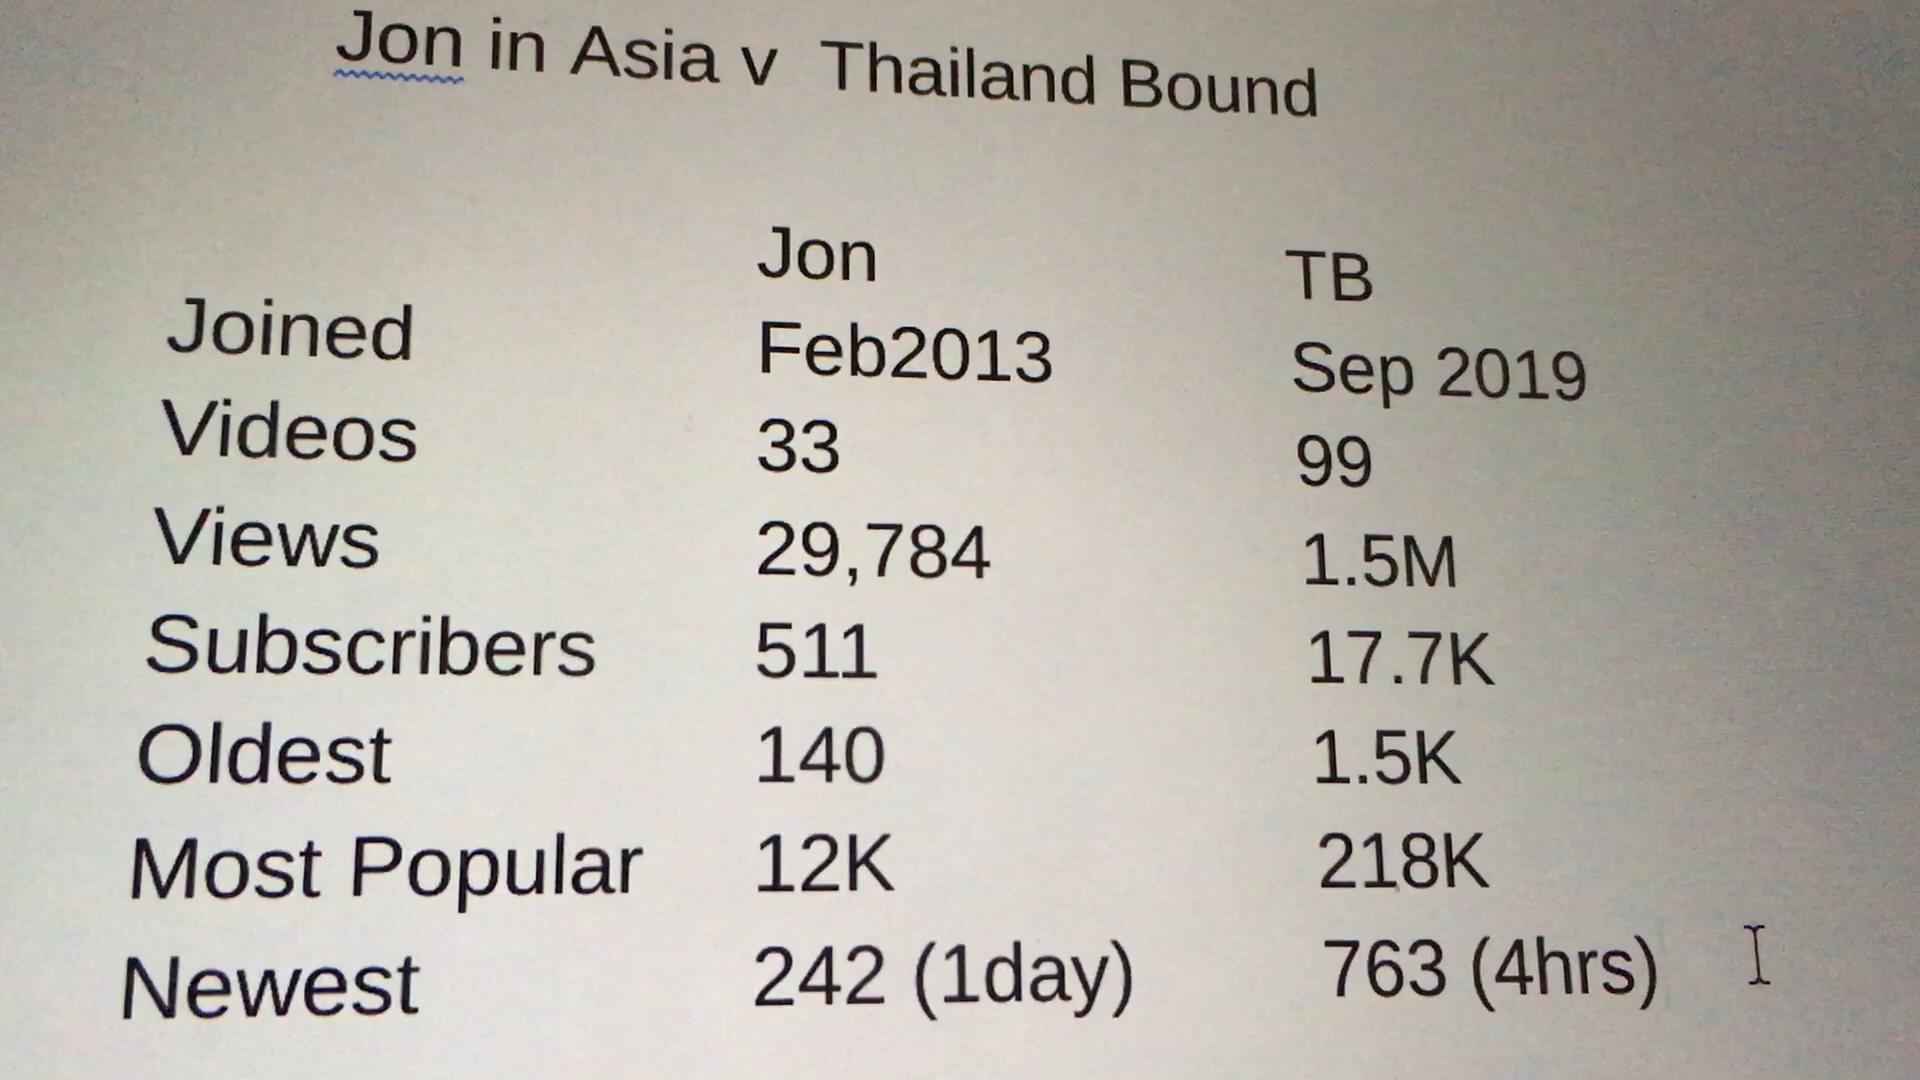 Jon in Asia v Thailand Bound
Jon TB
Joined Feb2013 Sep 2019
Videos 33 99
Views 29,784 1.5M
Subscribers 511 17.7K
Oldest 140 1.5K
Most Popular 12K 218K
Newest 242 (1day) 763 (4hrs)